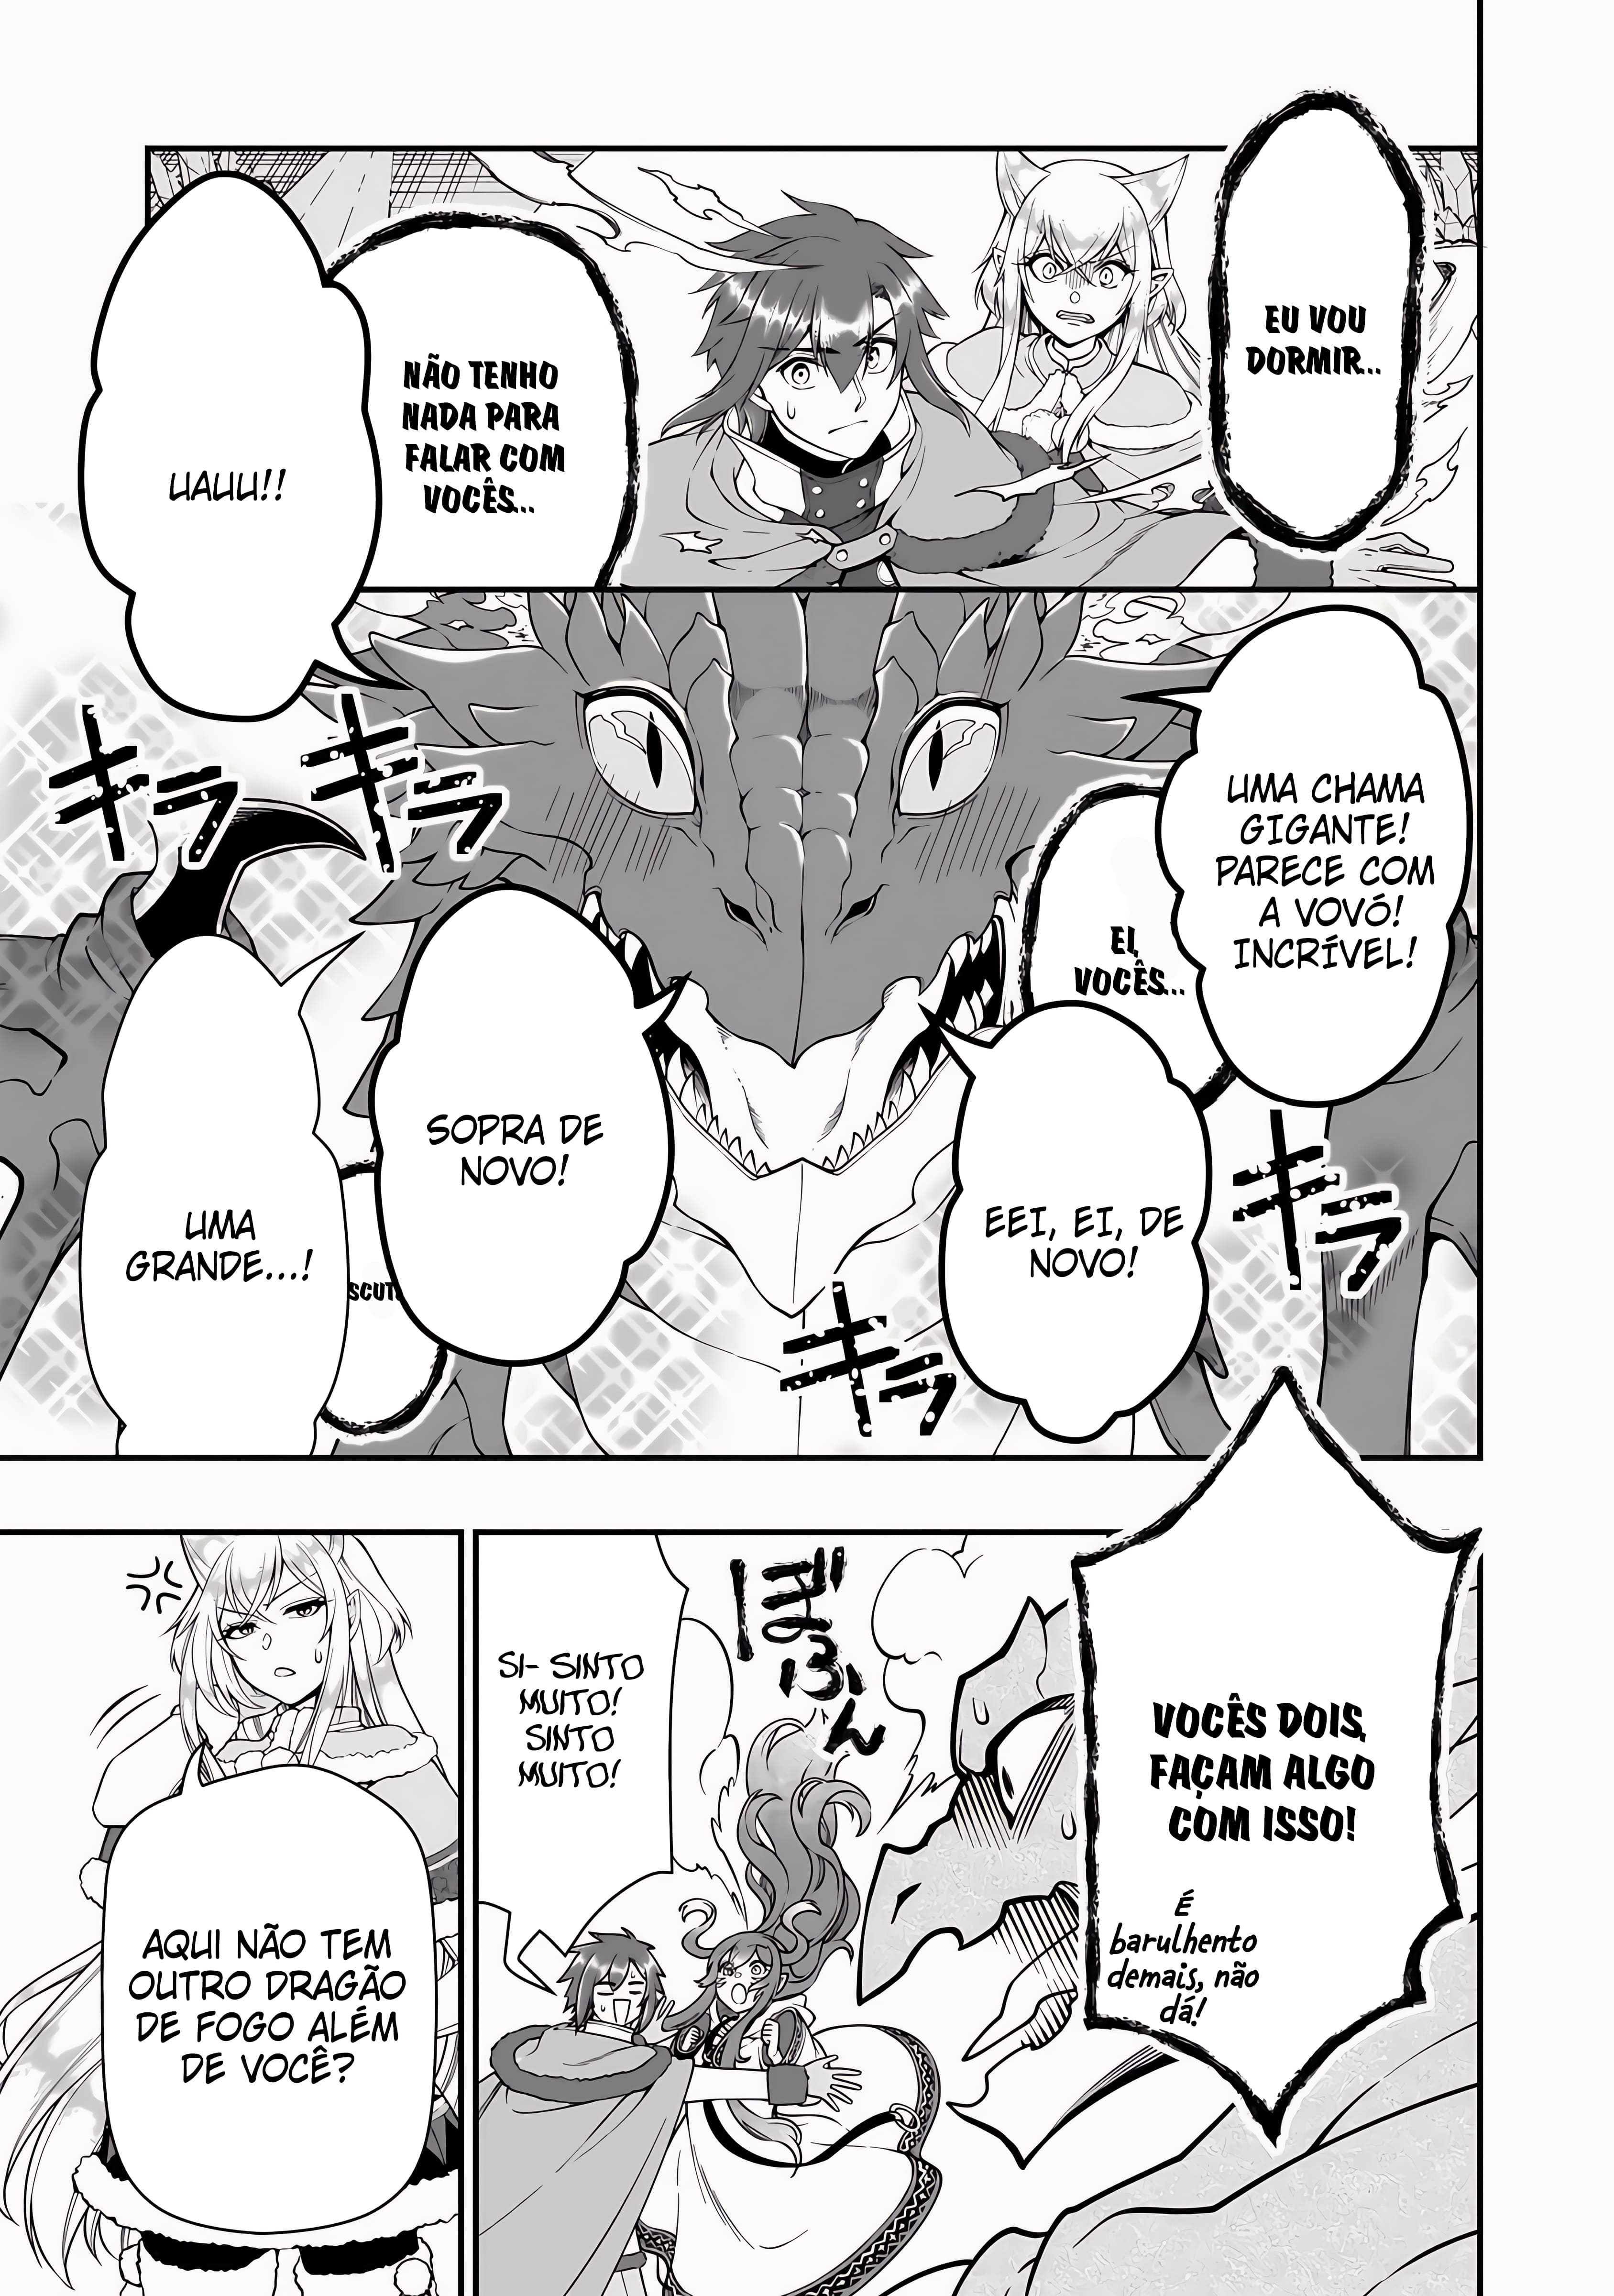 EU VOU
DORMIR...
NÃO TENHO
NADA PARA
FALAR COM
VOCÊS...
UAUU!!
UMA CHAMA
GIGANTE!
PARECE COM
A VOVÓ!
INCRÍVEL!
EI,
VOCÊS...
EEI, EI, DE
NOVO!
SOPRA DE
NOVO!
SCUT
UMA
GRANDE...!
キラ
キラ
キラ
キラ
VOCÊS DOIS,
FAÇAM ALGO
COM ISSO!
É
barulhento
demais, não
dá!
ぼふん
SI- SINTO
MUITO!
SINTO
MUITO!
AQUI NÃO TEM
OUTRO DRAGÃO
DE FOGO ALÉM
DE VOCÊ?